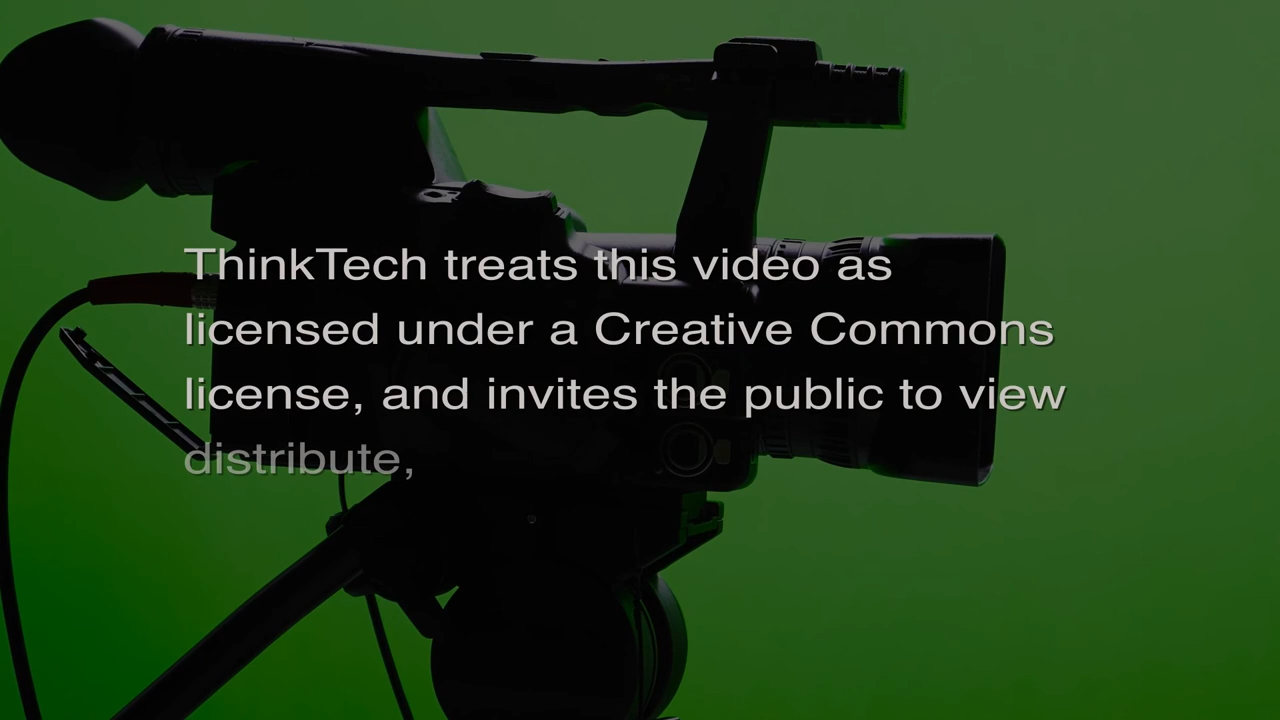 ThinkTech treats this video as
licensed under a Creative Commons
license, and invites the public to view
distribute,